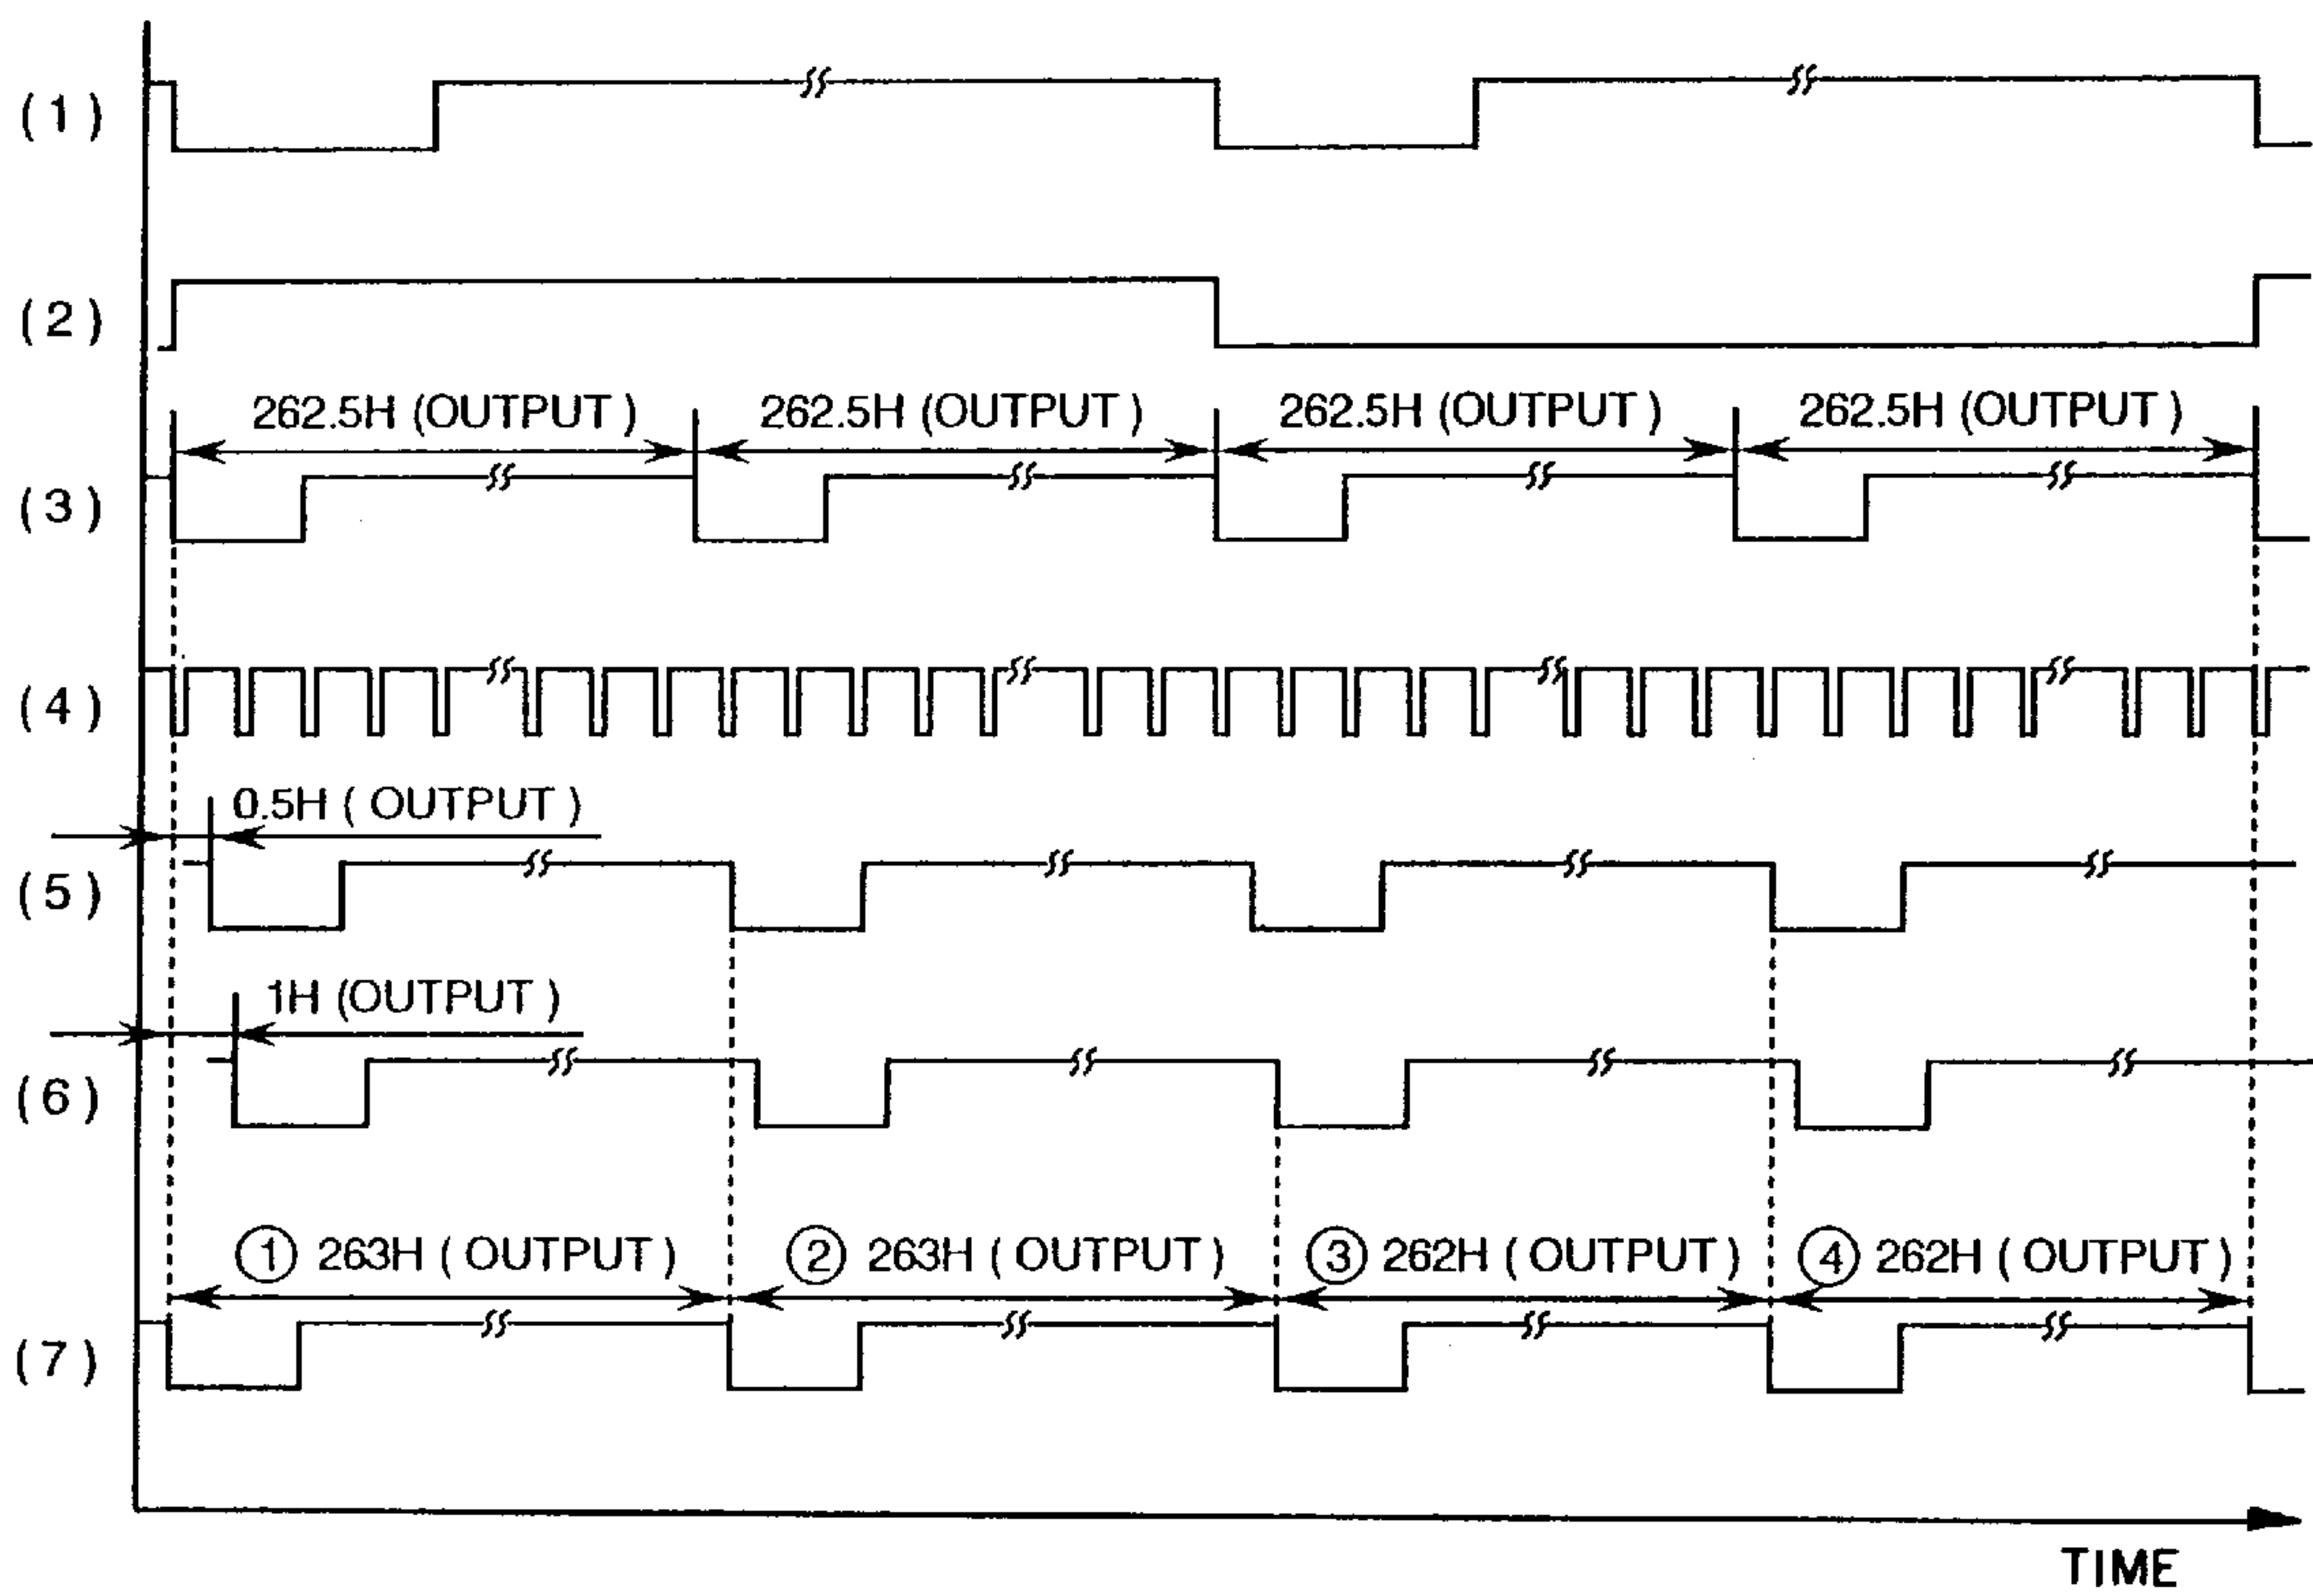 (1)
(2)
262.5H (OUTPUT) 262.5H (OUTPUT) 262.5H (OUTPUT) 262.5H (OUTPUT)
(3)
(4)
0.5H (OUTPUT)
(5)
1H (OUTPUT)
(6)
① 263H (OUTPUT) ② 263H (OUTPUT) ③ 262H (OUTPUT) ④ 262H (OUTPUT)
(7)
TIME